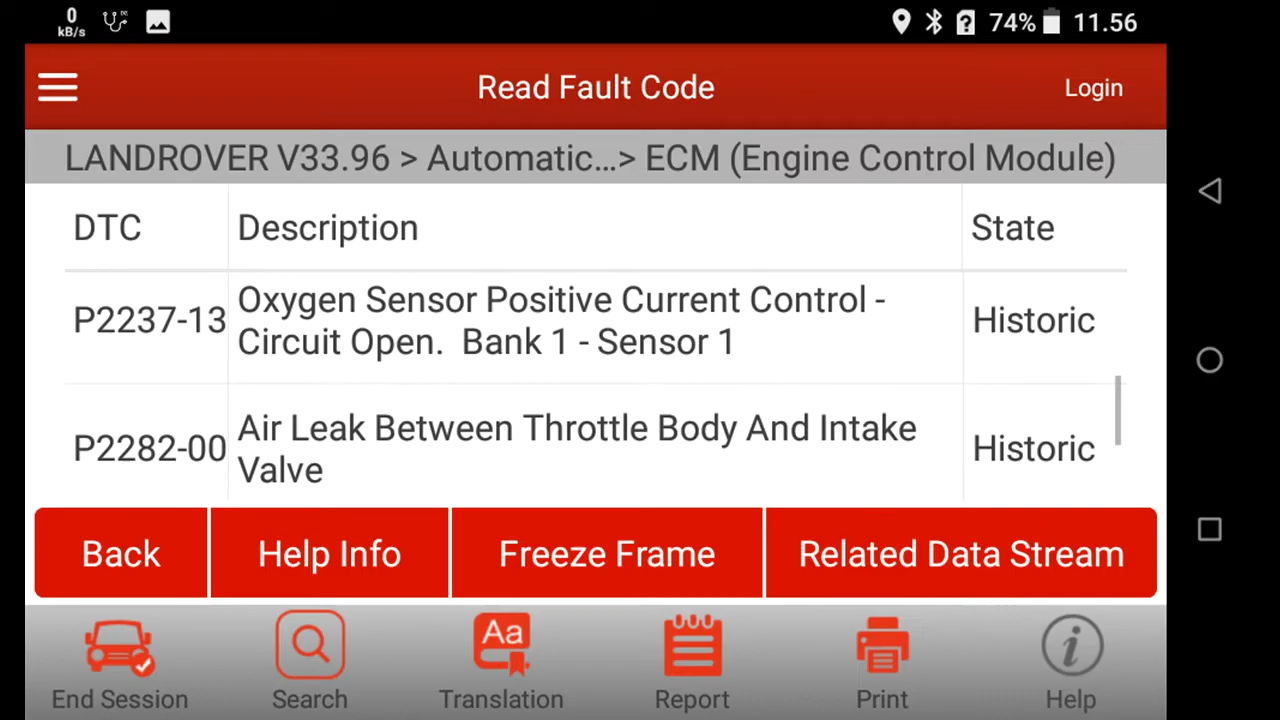 0
kB/s
74%
11.56
Read Fault Code
Login
LANDROVER V33.96 > Automatic...> ECM (Engine Control Module)
DTC
Description
State
P2237-13
Oxygen Sensor Positive Current Control -
Circuit Open.  Bank 1 - Sensor 1
Historic
P2282-00
Air Leak Between Throttle Body And Intake
Valve
Historic
Back
Help Info
Freeze Frame
Related Data Stream
Aa
i
End Session
Search
Translation
Report
Print
Help